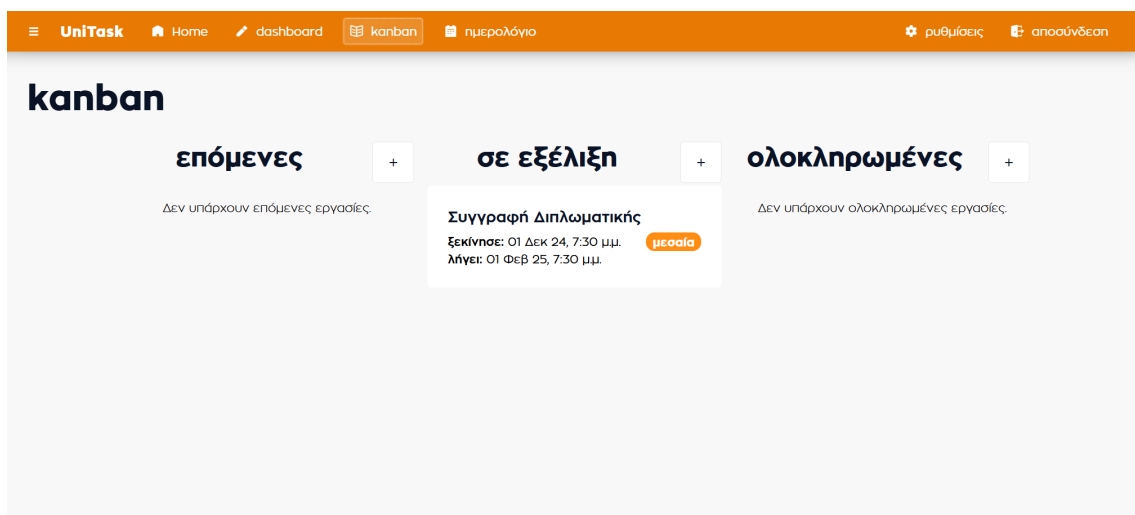 ≡ UniTask Home dashboard kanban ημερολόγιο ρυθμίσεις αποσύνδεση
kanban
επόμενες +
Δεν υπάρχουν επόμενες εργασίες.
σε εξέλιξη +
Συγγραφή Διπλωματικής
ξεκίνησε: 01 Δεκ 24, 7:30 μ.μ. μεσαία
λήγει: 01 Φεβ 25, 7:30 μ.μ.
ολοκληρωμένες +
Δεν υπάρχουν ολοκληρωμένες εργασίες.